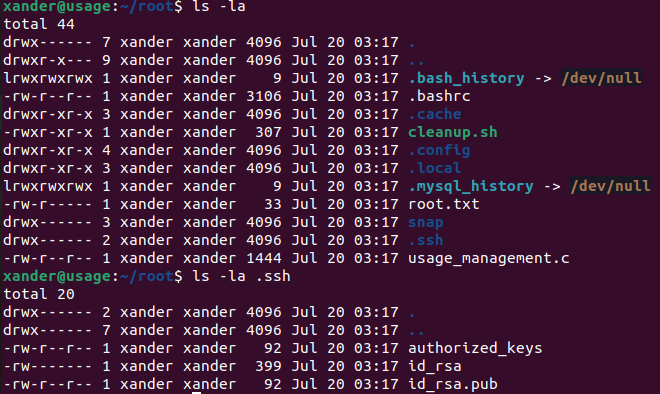 xander@usage:~/root$ ls -la
total 44
drwx------ 7 xander xander 4096 Jul 20 03:17 .
drwxr-x--- 9 xander xander 4096 Jul 20 03:17 ..
lrwxrwxrwx 1 xander xander    9 Jul 20 03:17 .bash_history -> /dev/null
-rw-r--r-- 1 xander xander 3106 Jul 20 03:17 .bashrc
drwxr-xr-x 3 xander xander 4096 Jul 20 03:17 .cache
-rwxr-xr-x 1 xander xander  307 Jul 20 03:17 cleanup.sh
drwxr-xr-x 4 xander xander 4096 Jul 20 03:17 .config
drwxr-xr-x 3 xander xander 4096 Jul 20 03:17 .local
lrwxrwxrwx 1 xander xander    9 Jul 20 03:17 .mysql_history -> /dev/null
-rw-r----- 1 xander xander   33 Jul 20 03:17 root.txt
drwx------ 3 xander xander 4096 Jul 20 03:17 snap
drwx------ 2 xander xander 4096 Jul 20 03:17 .ssh
-rw-r--r-- 1 xander xander 1444 Jul 20 03:17 usage_management.c
xander@usage:~/root$ ls -la .ssh
total 20
drwx------ 2 xander xander 4096 Jul 20 03:17 .
drwx------ 7 xander xander 4096 Jul 20 03:17 ..
-rw-r--r-- 1 xander xander   92 Jul 20 03:17 authorized_keys
-rw------- 1 xander xander  399 Jul 20 03:17 id_rsa
-rw-r--r-- 1 xander xander   92 Jul 20 03:17 id_rsa.pub